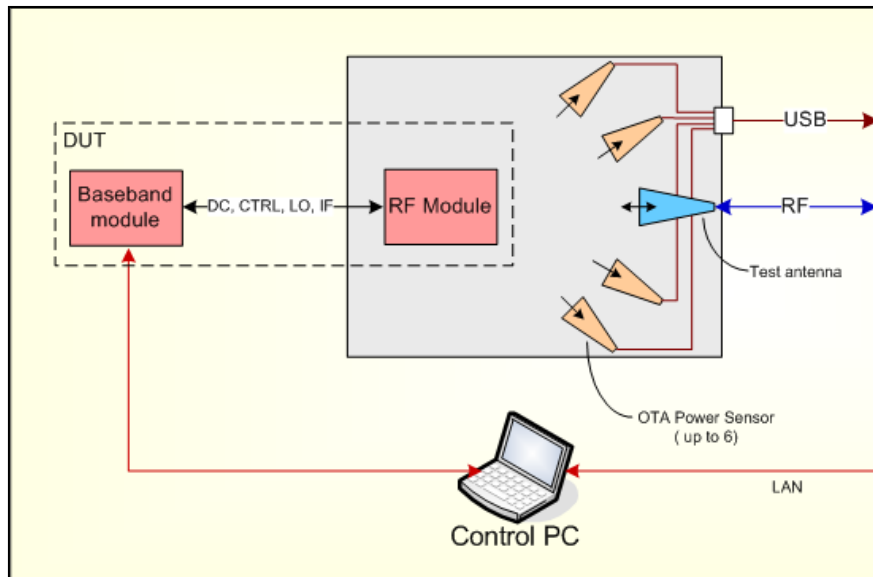 DUT
USB
Baseband
module
DC, CTRL, LO, IF
RF Module
RF
Test antenna
OTA Power Sensor
( up to 6)
LAN
Control PC